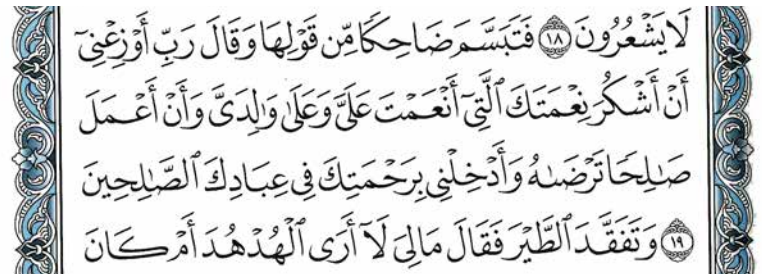 لَا يَشْعُرُونَ ۝١٨ فَتَبَسَّمَ ضَاحِكًا مِّن قَوْلِهَا وَقَالَ رَبِّ أَوْزِعْنِىٓ
أَنْ أَشْكُرَ نِعْمَتَكَ ٱلَّتِىٓ أَنْعَمْتَ عَلَىَّ وَعَلَىٰ وَٰلِدَىَّ وَأَنْ أَعْمَلَ
صَٰلِحًا تَرْضَىٰهُ وَأَدْخِلْنِى بِرَحْمَتِكَ فِى عِبَادِكَ ٱلصَّٰلِحِينَ
۝١٩ وَتَفَقَّدَ ٱلطَّيْرَ فَقَالَ مَالِىَ لَآ أَرَى ٱلْهُدْهُدَ أَمْ كَانَ